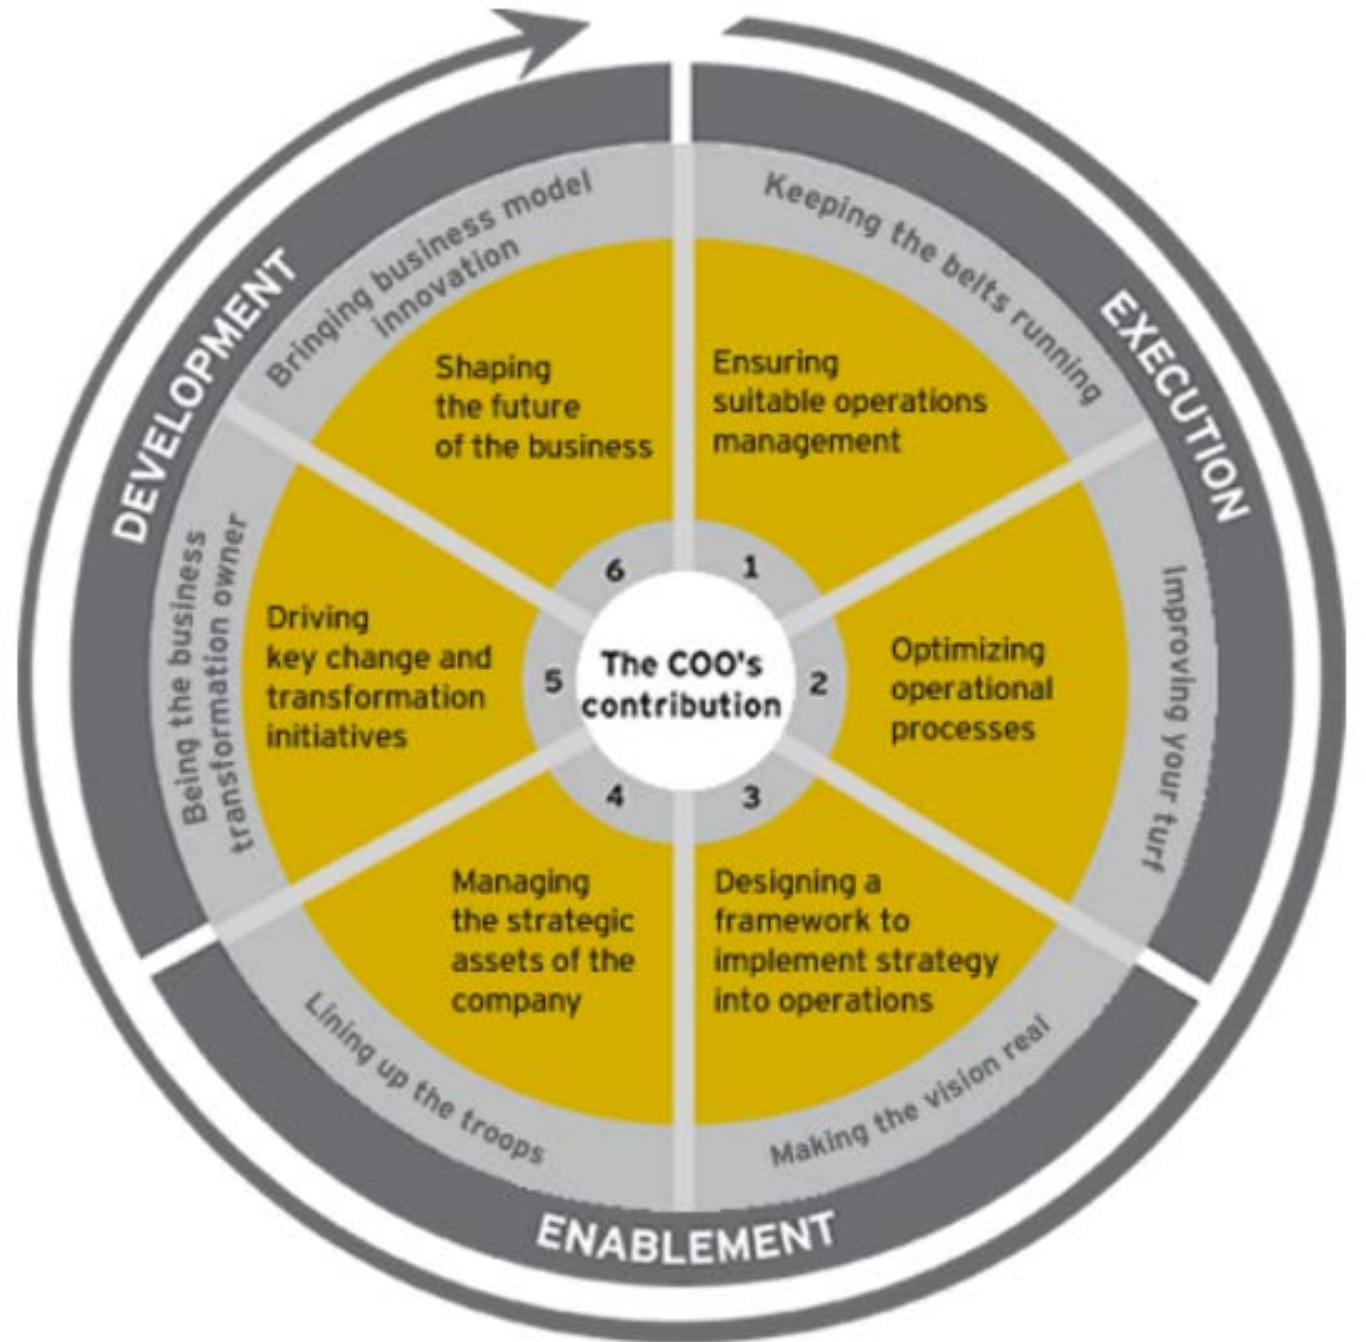 The COO's
contribution
EXECUTION
Keeping the belts running
1
Ensuring
suitable operations
management
Improving your turf
2
Optimizing
operational
processes
ENABLEMENT
Making the vision real
3
Designing a
framework to
implement strategy
into operations
Lining up the troops
4
Managing
the strategic
assets of the
company
DEVELOPMENT
Being the business
transformation owner
5
Driving
key change and
transformation
initiatives
Bringing business model
innovation
6
Shaping
the future
of the business